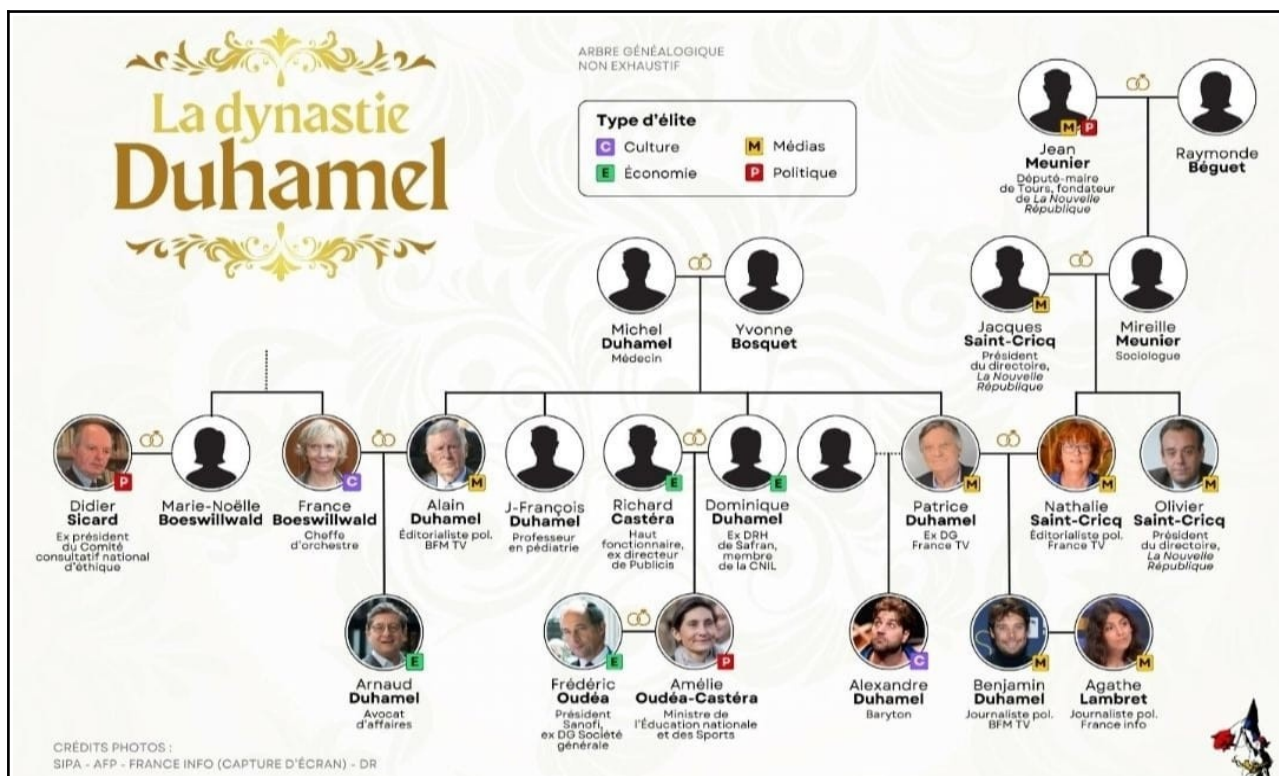 La dynastie
Duhamel
ARBRE GÉNÉALOGIQUE
NON EXHAUSTIF
Type d'élite
C Culture
M Médias
E Économie
P Politique
M P
Jean
Meunier
Député-maire
de Tours, fondateur
de La Nouvelle
République
Raymonde
Béguet
Michel
Duhamel
Médecin
Yvonne
Bosquet
M
Jacques
Saint-Cricq
Président
du directoire,
La Nouvelle
République
Mireille
Meunier
Sociologue
P
Didier
Sicard
Ex président
du Comité
consultatif national
d'éthique
Marie-Noëlle
Boeswillwald
C
France
Boeswillwald
Cheffe
d'orchestre
M
Alain
Duhamel
Éditorialiste pol.
BFM TV
J-François
Duhamel
Professeur
en pédiatrie
E
Richard
Castéra
Haut
fonctionnaire,
ex directeur
de Publicis
E
Dominique
Duhamel
Ex DRH
de Safran,
membre
de la CNIL
M
Patrice
Duhamel
Ex DG
France TV
M
Nathalie
Saint-Cricq
Éditorialiste pol.
France TV
M
Olivier
Saint-Cricq
Président
du directoire,
La Nouvelle
République
E
Arnaud
Duhamel
Avocat
d'affaires
E
Frédéric
Oudéa
Président
Sanofi,
ex DG Société
générale
P
Amélie
Oudéa-Castéra
Ministre de
l'Éducation nationale
et des Sports
C
Alexandre
Duhamel
Baryton
M
Benjamin
Duhamel
Journaliste pol.
BFM TV
M
Agathe
Lambret
Journaliste pol.
France info
CRÉDITS PHOTOS :
SIPA - AFP - FRANCE INFO (CAPTURE D'ÉCRAN) - DR